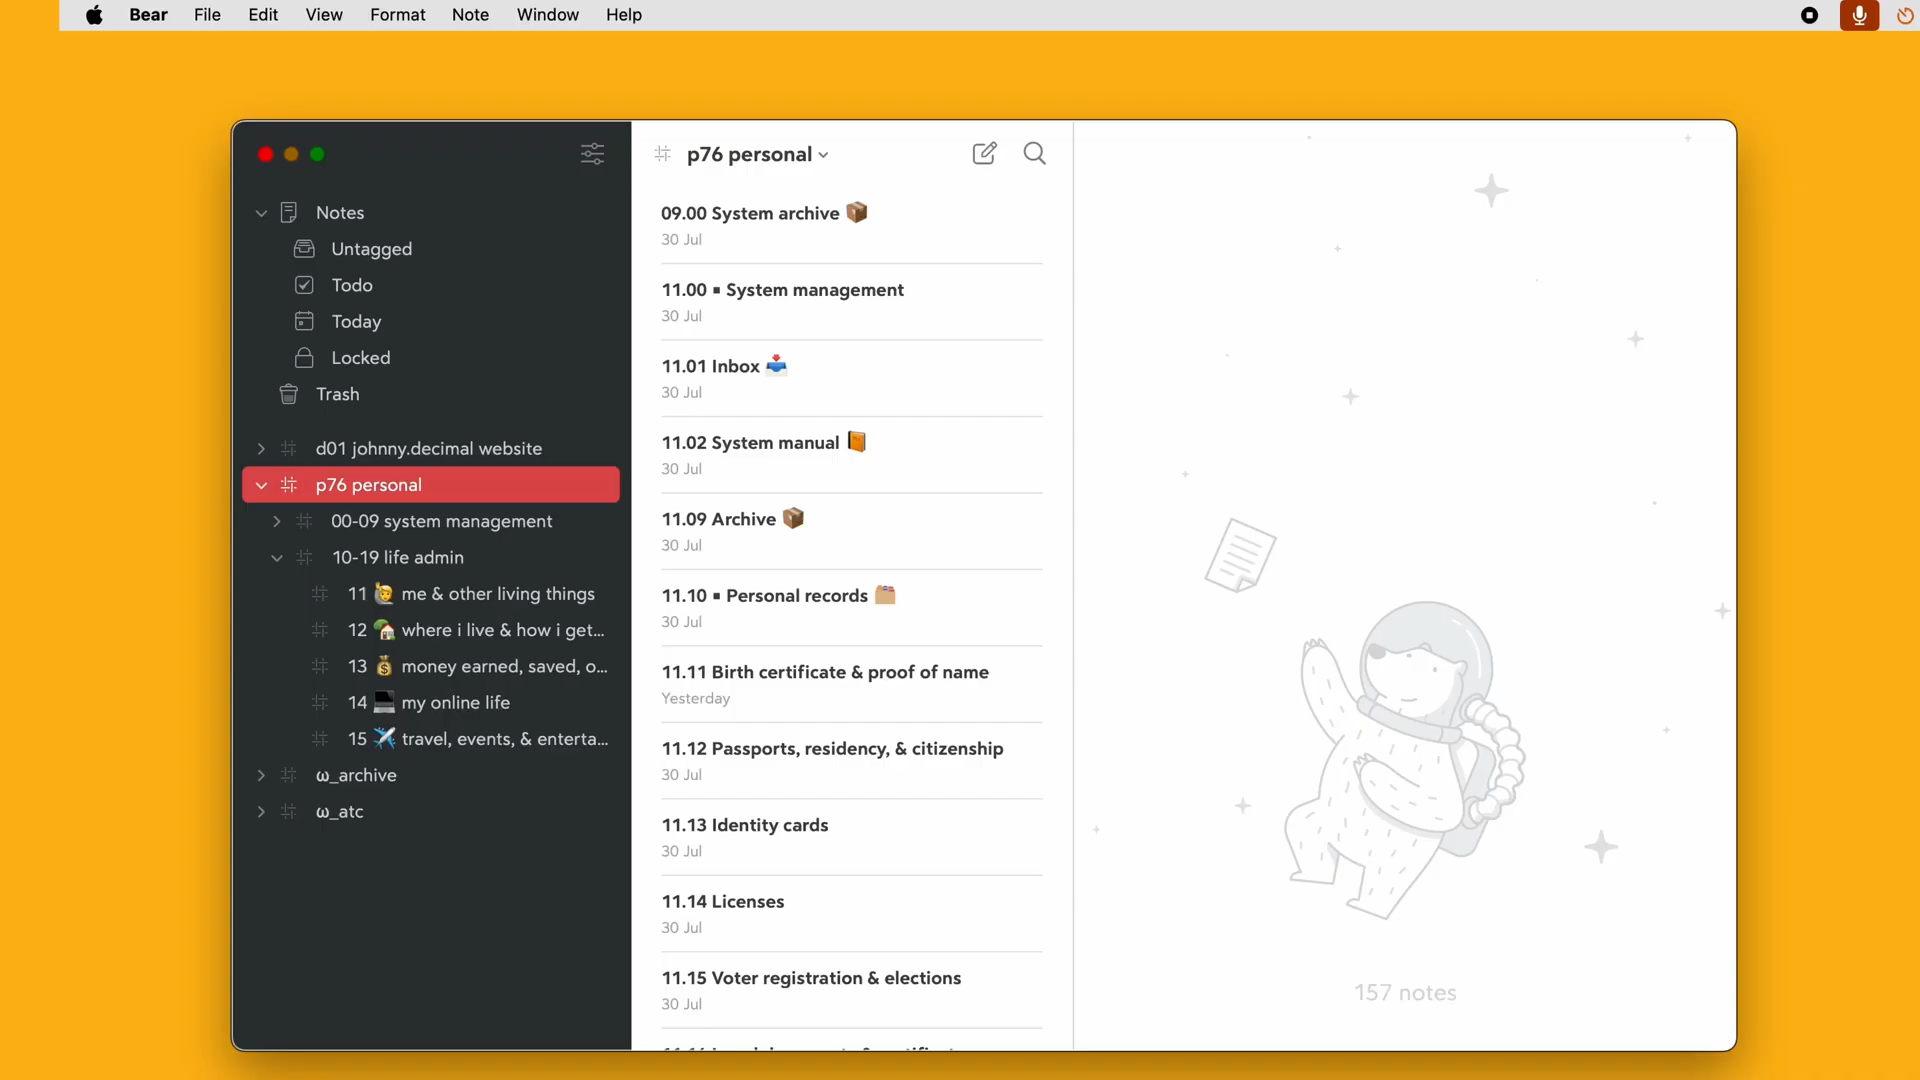 Bear File Edit View Format Note Window Help
Notes
Untagged
Todo
Today
Locked
Trash
d01 johnny.decimal website
p76 personal
00-09 system management
10-19 life admin
11 🙋 me & other living things
12 🏡 where i live & how i get...
13 💰 money earned, saved, o...
14 💻 my online life
15 ✈️ travel, events, & enterta...
ω_archive
ω_atc
p76 personal
09.00 System archive 📦
30 Jul
11.00 ▪ System management
30 Jul
11.01 Inbox 📥
30 Jul
11.02 System manual 📙
30 Jul
11.09 Archive 📦
30 Jul
11.10 ▪ Personal records 🗂️
30 Jul
11.11 Birth certificate & proof of name
Yesterday
11.12 Passports, residency, & citizenship
30 Jul
11.13 Identity cards
30 Jul
11.14 Licenses
30 Jul
11.15 Voter registration & elections
30 Jul
157 notes